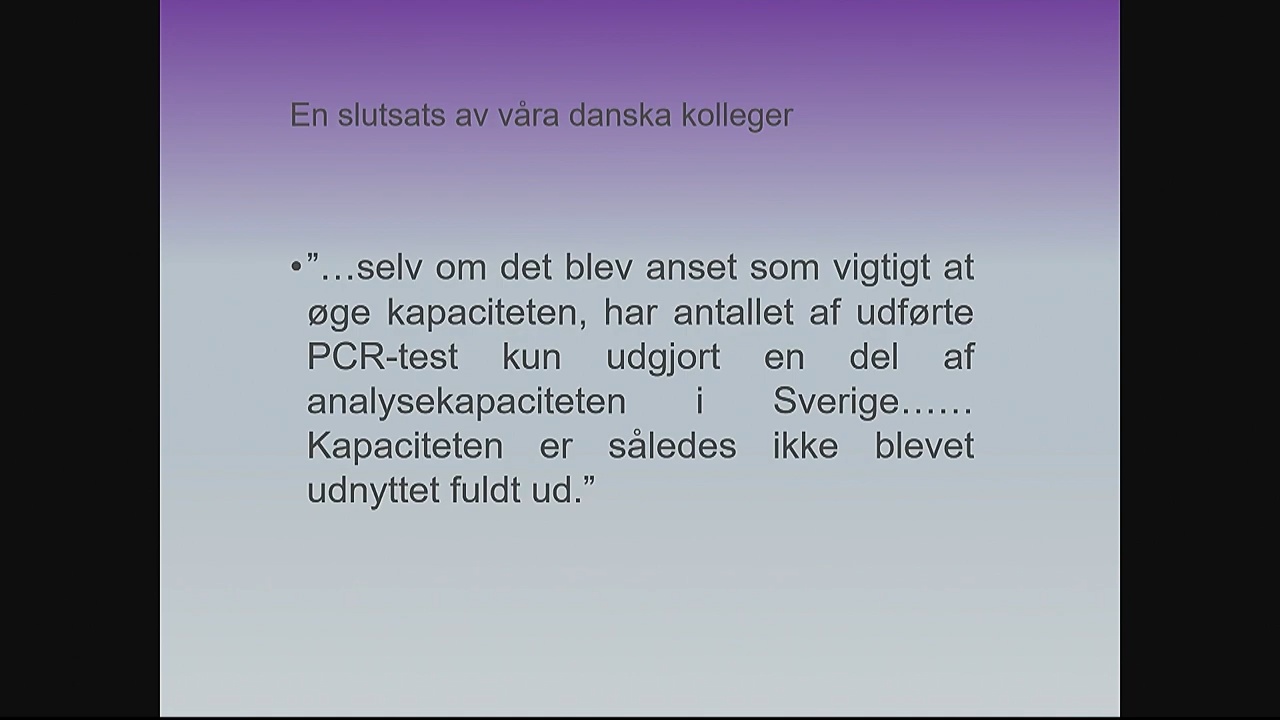 En slutsats av våra danska kolleger
•”…selv om det blev anset som vigtigt at
øge kapaciteten, har antallet af udførte
PCR-test kun udgjort en del af
analysekapaciteten i Sverige……
Kapaciteten er således ikke blevet
udnyttet fuldt ud.”